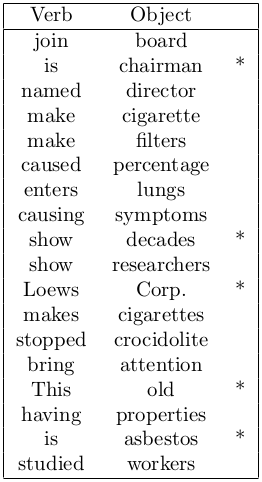 Verb Object
join board
is chairman *
named director
make cigarette
make filters
caused percentage
enters lungs
causing symptoms
show decades *
show researchers
Loews Corp. *
makes cigarettes
stopped crocidolite
bring attention
This old *
having properties
is asbestos *
studied workers